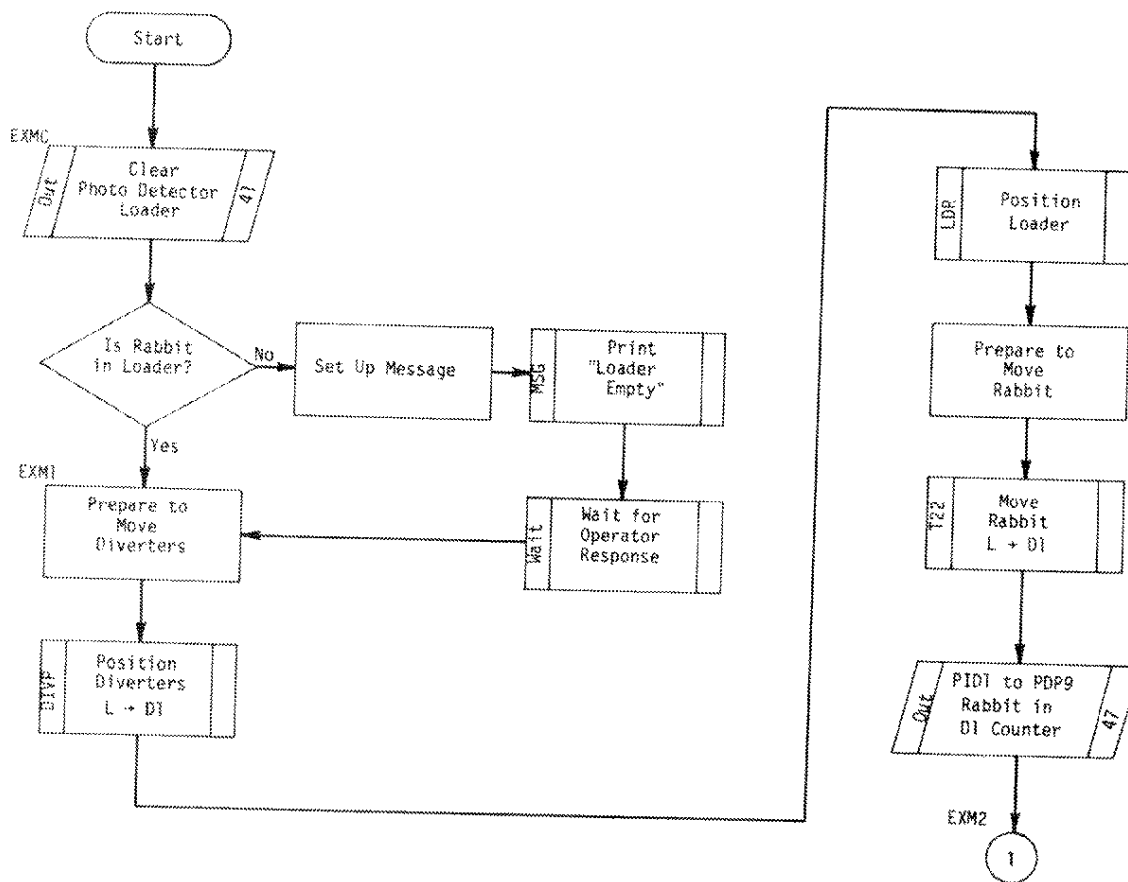 Start
EXMC
Out
Clear
Photo Detector
Loader
41
Is Rabbit
in Loader?
No
Yes
Set Up Message
MSG
Print
"Loader
Empty"
Wait
Wait for
Operator
Response
EXM1
Prepare to
Move
Diverters
DIVP
Position
Diverters
L → D1
LDR
Position
Loader
Prepare to
Move
Rabbit
T22
Move
Rabbit
L → D1
Out
PID1 to PDP9
Rabbit in
D1 Counter
47
EXM2
1